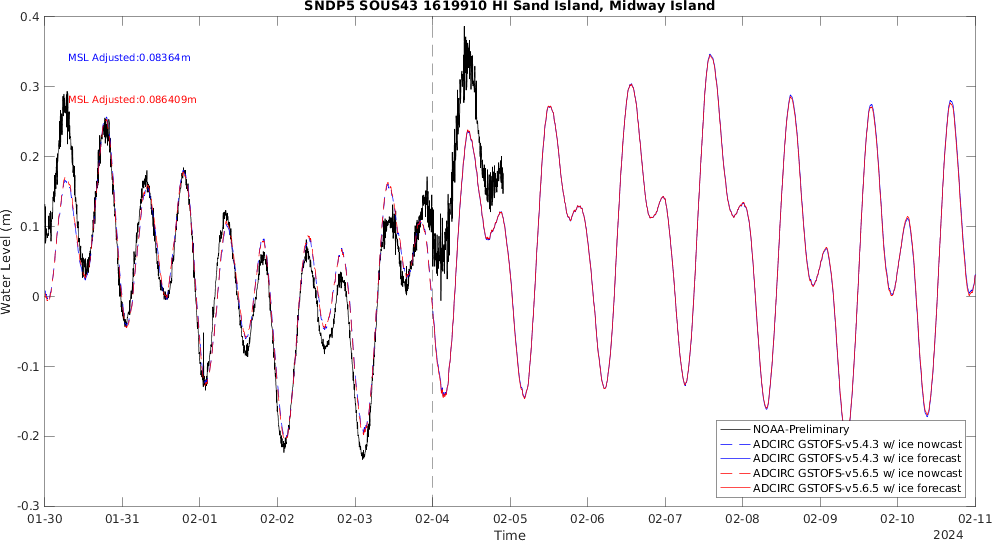 SNDP5 SOUS43 1619910 HI Sand Island, Midway Island
MSL Adjusted:0.08364m
MSL Adjusted:0.086409m
Water Level (m)
0.4
0.3
0.2
0.1
0
-0.1
-0.2
-0.3
01-30 01-31 02-01 02-02 02-03 02-04 02-05 02-06 02-07 02-08 02-09 02-10 02-11
Time
2024
NOAA-Preliminary
ADCIRC GSTOFS-v5.4.3 w/ ice nowcast
ADCIRC GSTOFS-v5.4.3 w/ ice forecast
ADCIRC GSTOFS-v5.6.5 w/ ice nowcast
ADCIRC GSTOFS-v5.6.5 w/ ice forecast